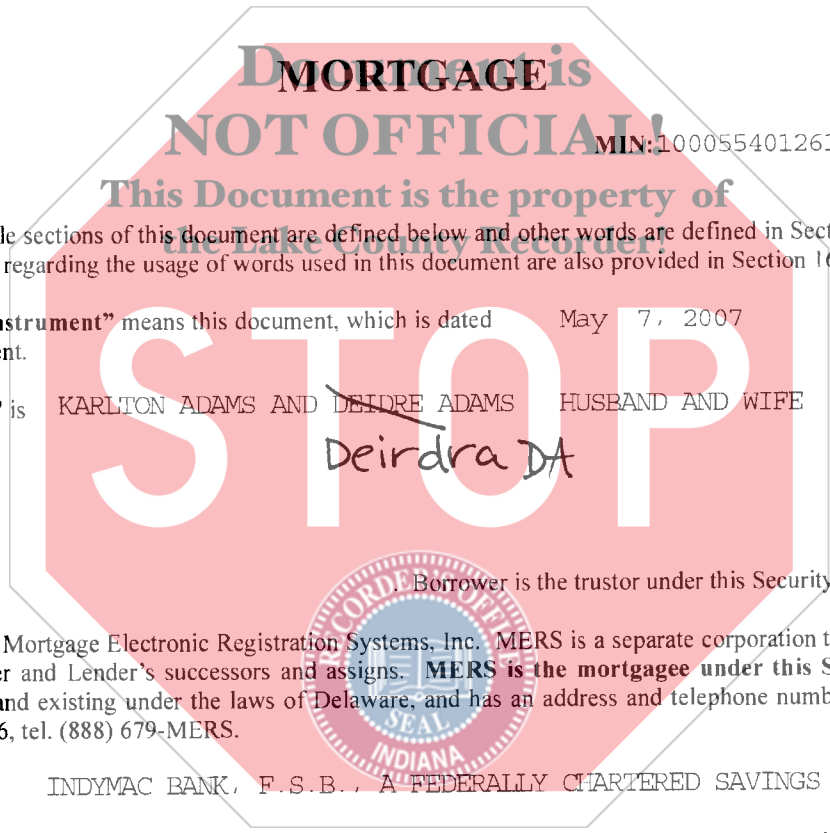 Document is
MORTGAGE
NOT OFFICIAL!
MIN:10005540126
This Document is the property of
the Lake County Recorder!
le sections of this document are defined below and other words are defined in Sect
regarding the usage of words used in this document are also provided in Section 16
nstrument” means this document, which is dated May 7, 2007
ent.
” is KARLTON ADAMS AND DEIDRE ADAMS HUSBAND AND WIFE
Deirdra DA
STOP
. Borrower is the trustor under this Security
Mortgage Electronic Registration Systems, Inc. MERS is a separate corporation t
er and Lender's successors and assigns. MERS is the mortgagee under this S
and existing under the laws of Delaware, and has an address and telephone numb
6, tel. (888) 679-MERS.
RECORDER'S OFFICE
SEAL
INDIANA
INDYMAC BANK, F.S.B., A FEDERALLY CHARTERED SAVINGS